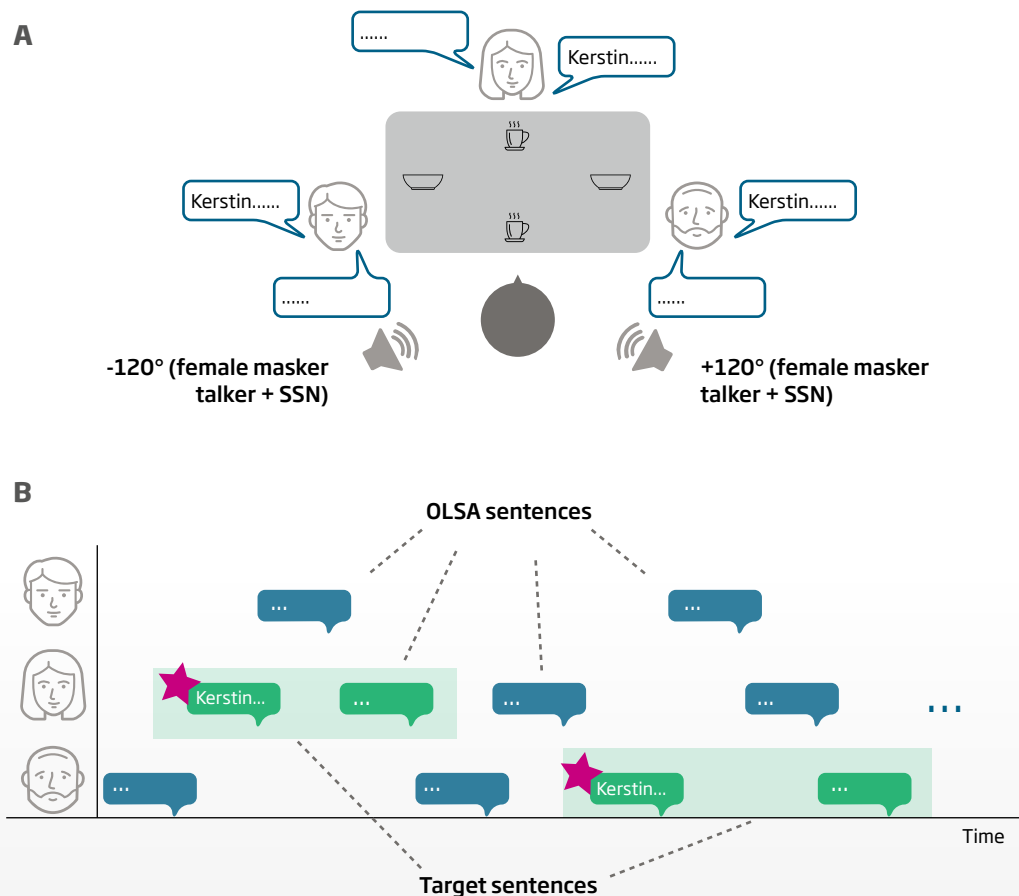 A
......
Kerstin......
Kerstin......
Kerstin......
......
......
-120° (female masker
talker + SSN)
+120° (female masker
talker + SSN)
B
OLSA sentences
...
...
Kerstin...
...
...
...
...
...
...
Kerstin...
...
Time
Target sentences